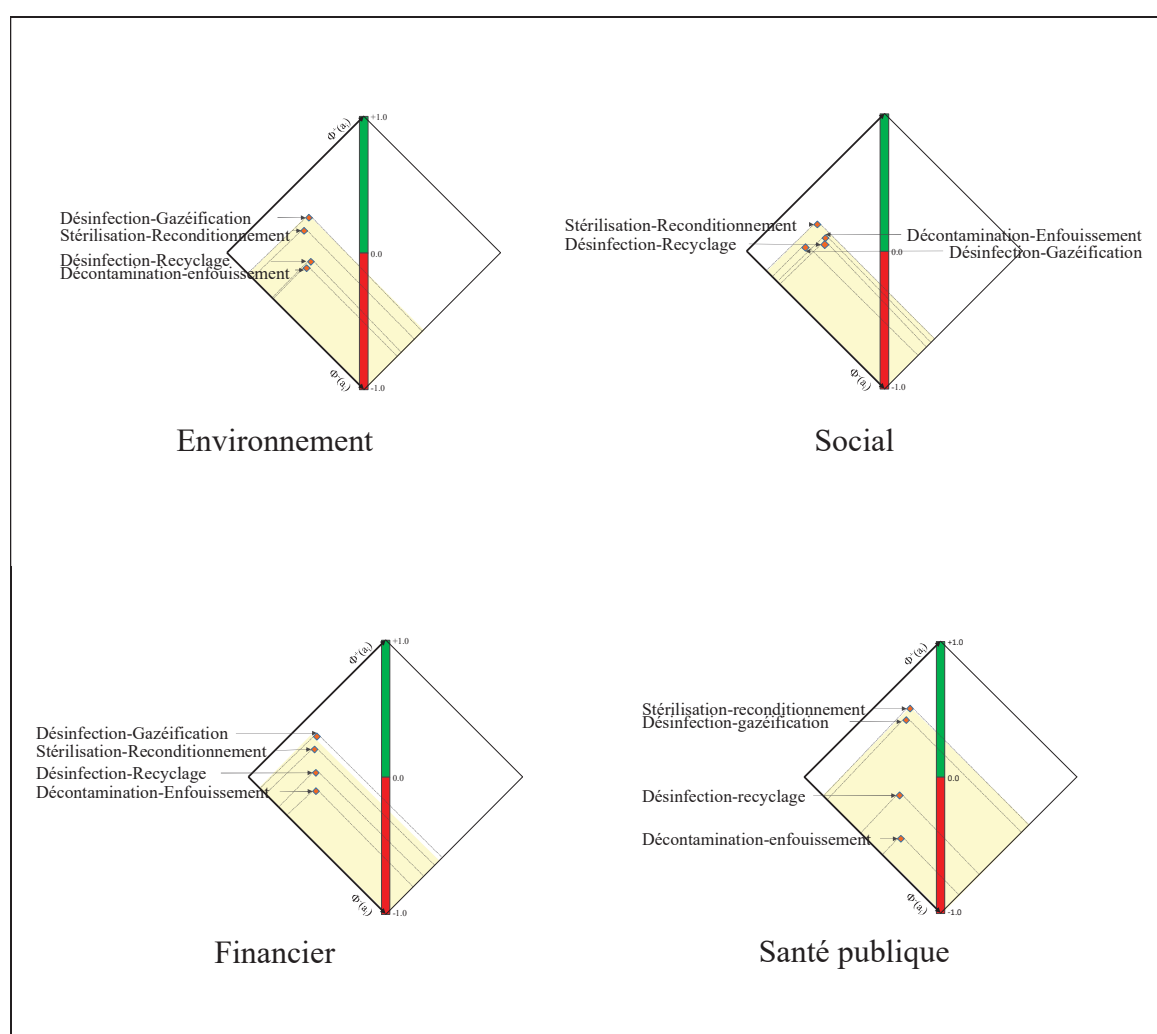 Φ+(ai)
+1.0
Désinfection-Gazéification
Stérilisation-Reconditionnement
0.0
Désinfection-Recyclage
Décontamination-enfouissement
Φ-(ai)
-1.0
Environnement
Stérilisation-Reconditionnement
Décontamination-Enfouissement
Désinfection-Recyclage
0.0
Désinfection-Gazéification
Φ-(ai)
-1.0
Social
Φ+(ai)
+1.0
Désinfection-Gazéification
Stérilisation-Reconditionnement
Désinfection-Recyclage
0.0
Décontamination-Enfouissement
Φ-(ai)
-1.0
Financier
Φ+(ai)
+1.0
Stérilisation-reconditionnement
Désinfection-gazéification
0.0
Désinfection-recyclage
Décontamination-enfouissement
Φ-(ai)
-1.0
Santé publique